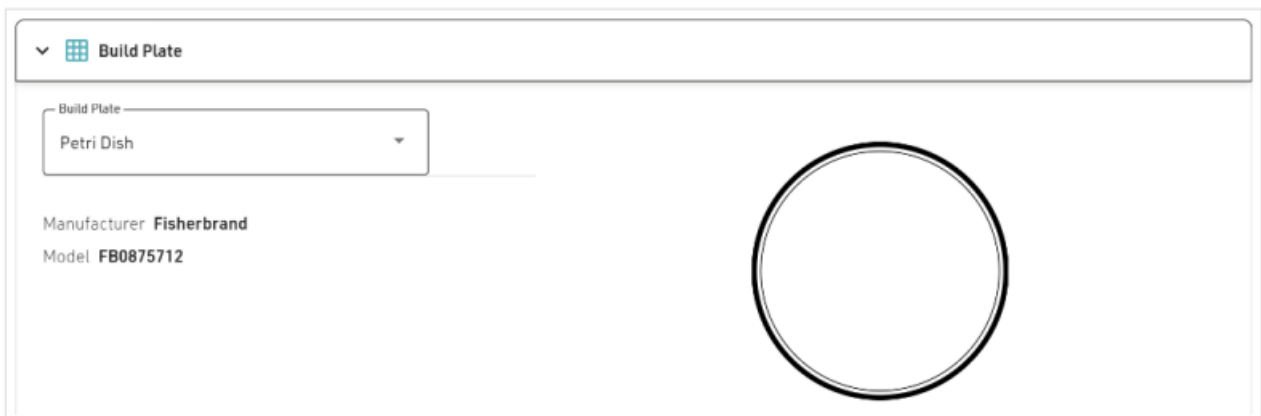 Build Plate
Build Plate
Petri Dish
Manufacturer Fisherbrand
Model FB0875712